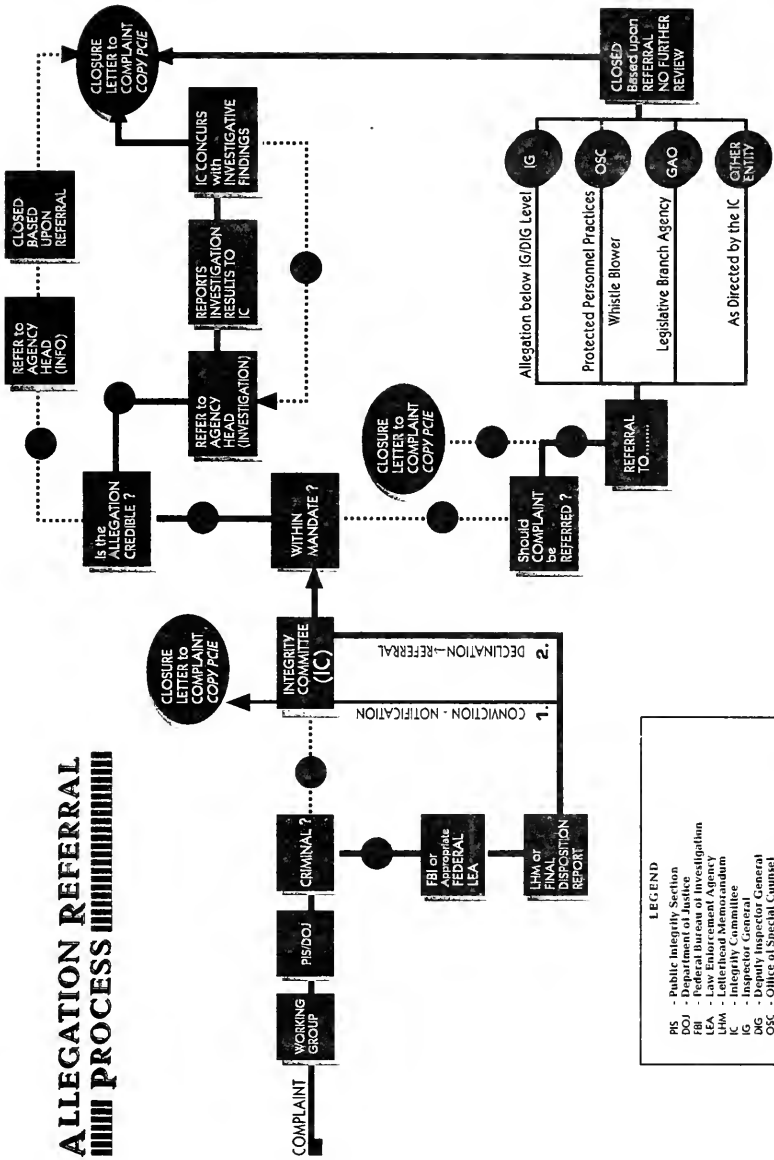 ALLEGATION REFERRAL
PROCESS
COMPLAINT
WORKING
GROUP
PIS/DOJ
CRIMINAL ?
FBI or
Appropriate
FEDERAL
LEA
LHM or
FINAL
DISPOSITION
REPORT
1. CONVICTION - NOTIFICATION
2. DECLINATION→REFERRAL
INTEGRITY
COMMITTEE
(IC)
CLOSURE
LETTER to
COMPLAINT
COPY PCIE
WITHIN
MANDATE ?
Is the
ALLEGATION
CREDIBLE ?
REFER to
AGENCY
HEAD
(INFO)
CLOSED
BASED
UPON
REFERRAL
CLOSURE
LETTER to
COMPLAINT
COPY PCIE
REFER to
AGENCY
HEAD
(INVESTIGATION)
REPORTS
INVESTIGATION
RESULTS TO
IC
IC CONCURS
with
INVESTIGATIVE
FINDINGS
CLOSURE
LETTER to
COMPLAINT
COPY PCIE
Should
COMPLAINT
be
REFERRED ?
REFERRAL
TO........
Allegation below IG/DIG Level
IG
Protected Personnel Practices
Whistle Blower
OSC
Legislative Branch Agency
GAO
As Directed by the IC
OTHER
ENTITY
CLOSED
Based upon
REFERRAL
NO FURTHER
REVIEW
LEGEND
PIS - Public Integrity Section
DOJ - Department of Justice
FBI - Federal Bureau of Investigation
LEA - Law Enforcement Agency
LHM - Letterhead Memorandum
IC - Integrity Committee
IG - Inspector General
DIG - Deputy Inspector General
OSC - Office of Special Counsel